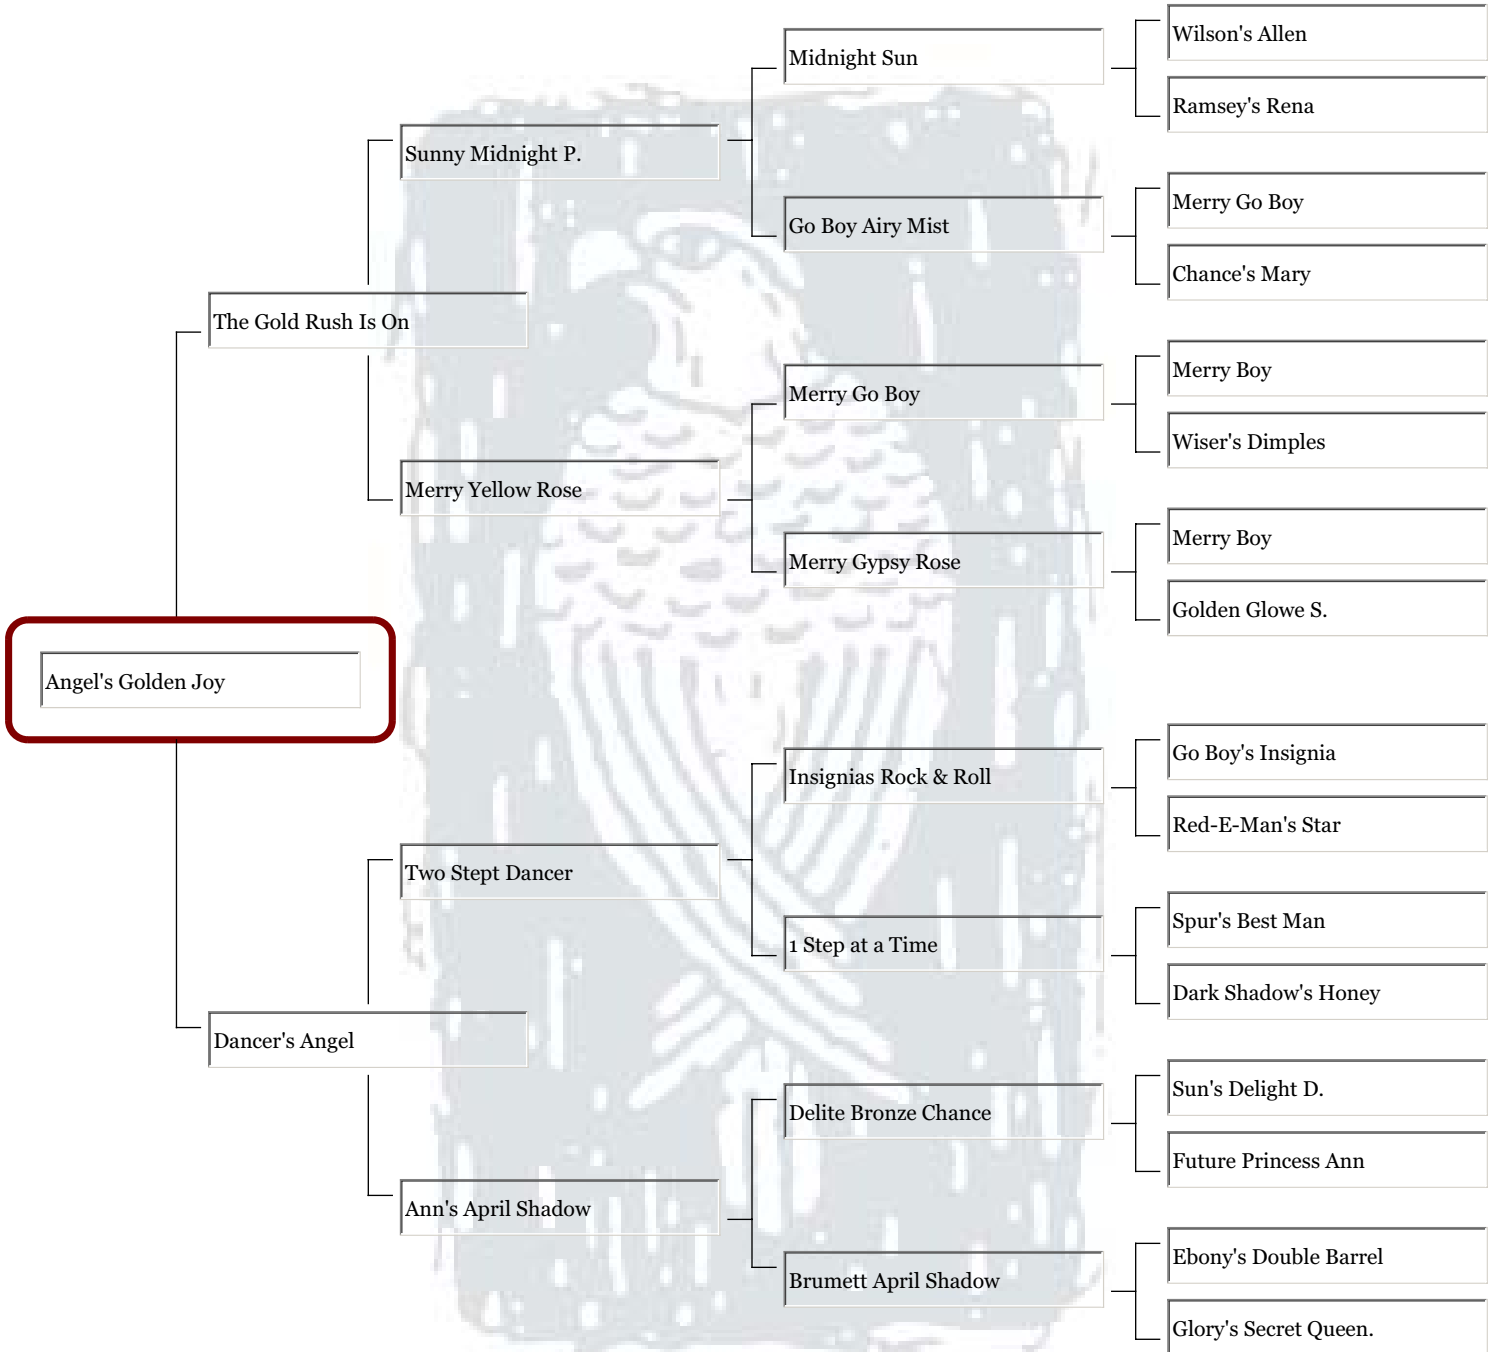 Wilson's Allen
Midnight Sun
Ramsey's Rena
Sunny Midnight P.
Merry Go Boy
Go Boy Airy Mist
Chance's Mary
The Gold Rush Is On
Merry Boy
Merry Go Boy
Wiser's Dimples
Merry Yellow Rose
Merry Boy
Merry Gypsy Rose
Golden Glowe S.
Angel's Golden Joy
Go Boy's Insignia
Insignias Rock & Roll
Red-E-Man's Star
Two Stept Dancer
Spur's Best Man
1 Step at a Time
Dark Shadow's Honey
Dancer's Angel
Sun's Delight D.
Delite Bronze Chance
Future Princess Ann
Ann's April Shadow
Ebony's Double Barrel
Brumett April Shadow
Glory's Secret Queen.